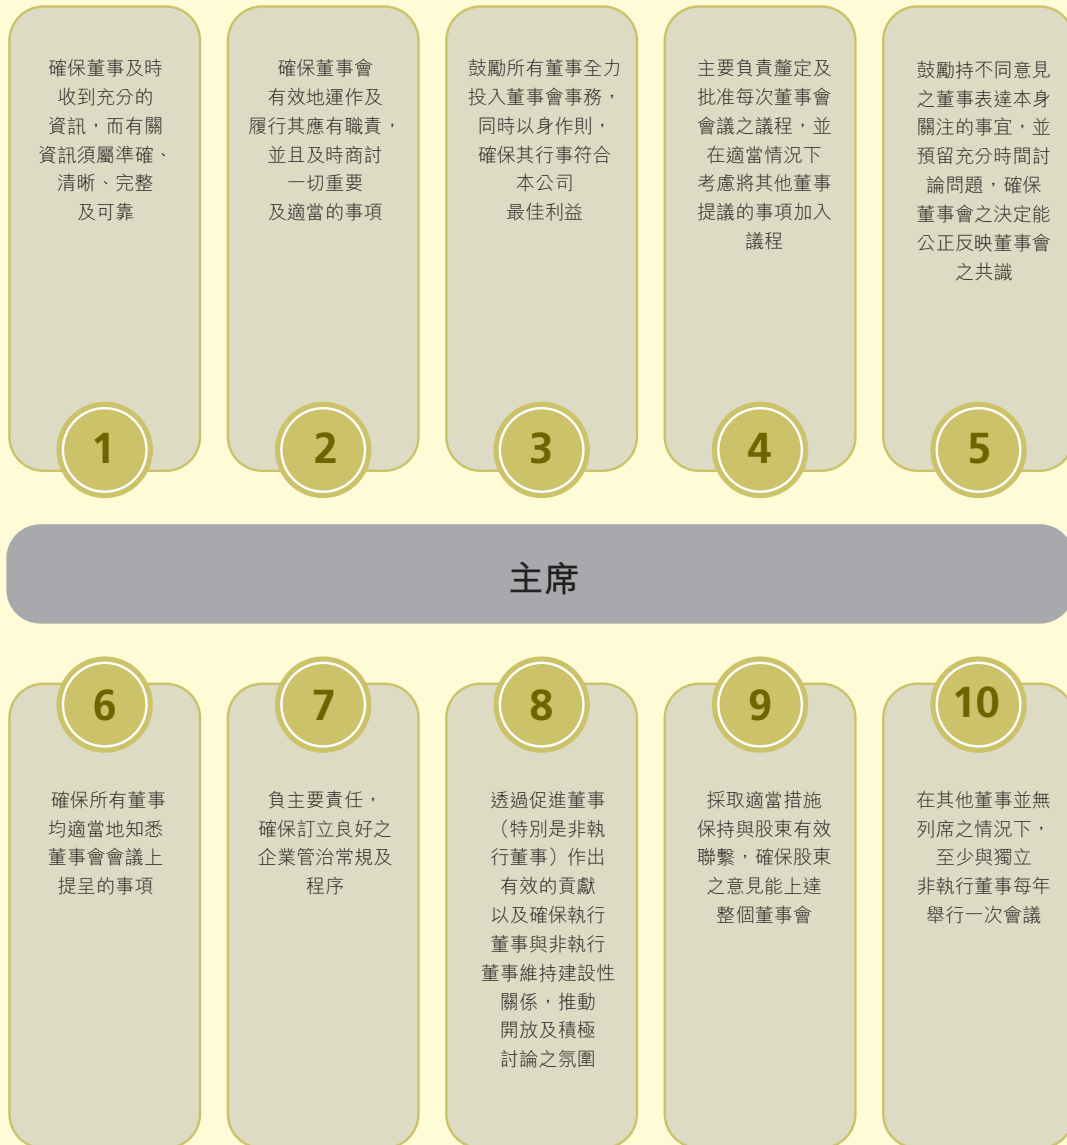 確保董事及時
收到充分的
資訊，而有關
資訊須屬準確、
清晰、完整
及可靠
1
確保董事會
有效地運作及
履行其應有職責，
並且及時商討
一切重要
及適當的事項
2
鼓勵所有董事全力
投入董事會事務，
同時以身作則，
確保其行事符合
本公司
最佳利益
3
主要負責釐定及
批准每次董事會
會議之議程，並
在適當情況下
考慮將其他董事
提議的事項加入
議程
4
鼓勵持不同意見
之董事表達本身
關注的事宜，並
預留充分時間討
論問題，確保
董事會之決定能
公正反映董事會
之共識
5
主席
6
確保所有董事
均適當地知悉
董事會會議上
提呈的事項
7
負主要責任，
確保訂立良好之
企業管治常規及
程序
8
透過促進董事
（特別是非執
行董事）作出
有效的貢獻
以及確保執行
董事與非執行
董事維持建設性
關係，推動
開放及積極
討論之氛圍
9
採取適當措施
保持與股東有效
聯繫，確保股東
之意見能上達
整個董事會
10
在其他董事並無
列席之情況下，
至少與獨立
非執行董事每年
舉行一次會議